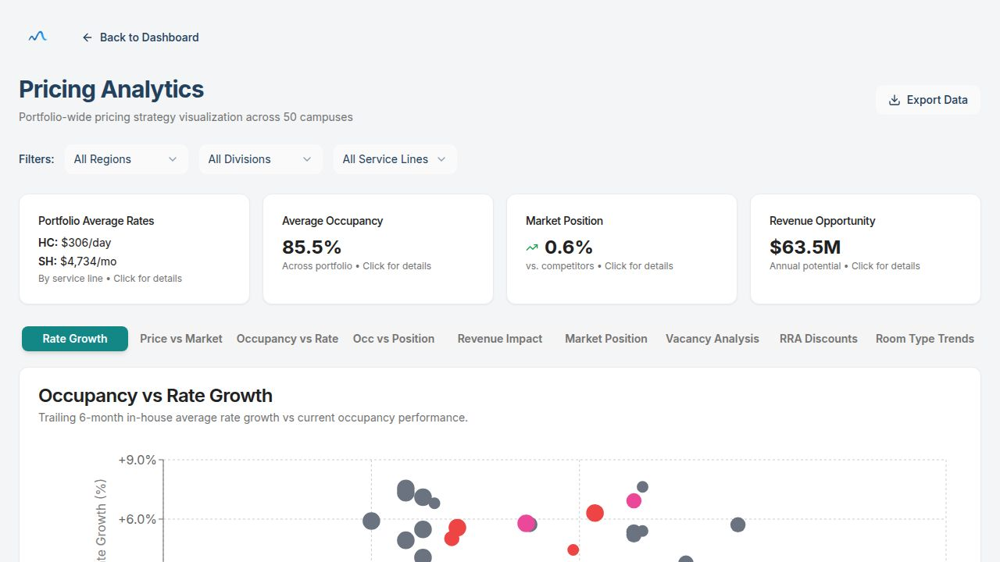 Back to Dashboard
Pricing Analytics
Portfolio-wide pricing strategy visualization across 50 campuses
Export Data
Filters: All Regions All Divisions All Service Lines
Portfolio Average Rates
HC: $306/day
SH: $4,734/mo
By service line • Click for details
Average Occupancy
85.5%
Across portfolio • Click for details
Market Position
0.6%
vs. competitors • Click for details
Revenue Opportunity
$63.5M
Annual potential • Click for details
Rate Growth Price vs Market Occupancy vs Rate Occ vs Position Revenue Impact Market Position Vacancy Analysis RRA Discounts Room Type Trends
Occupancy vs Rate Growth
Trailing 6-month in-house average rate growth vs current occupancy performance.
+9.0%
+6.0%
Growth (%)